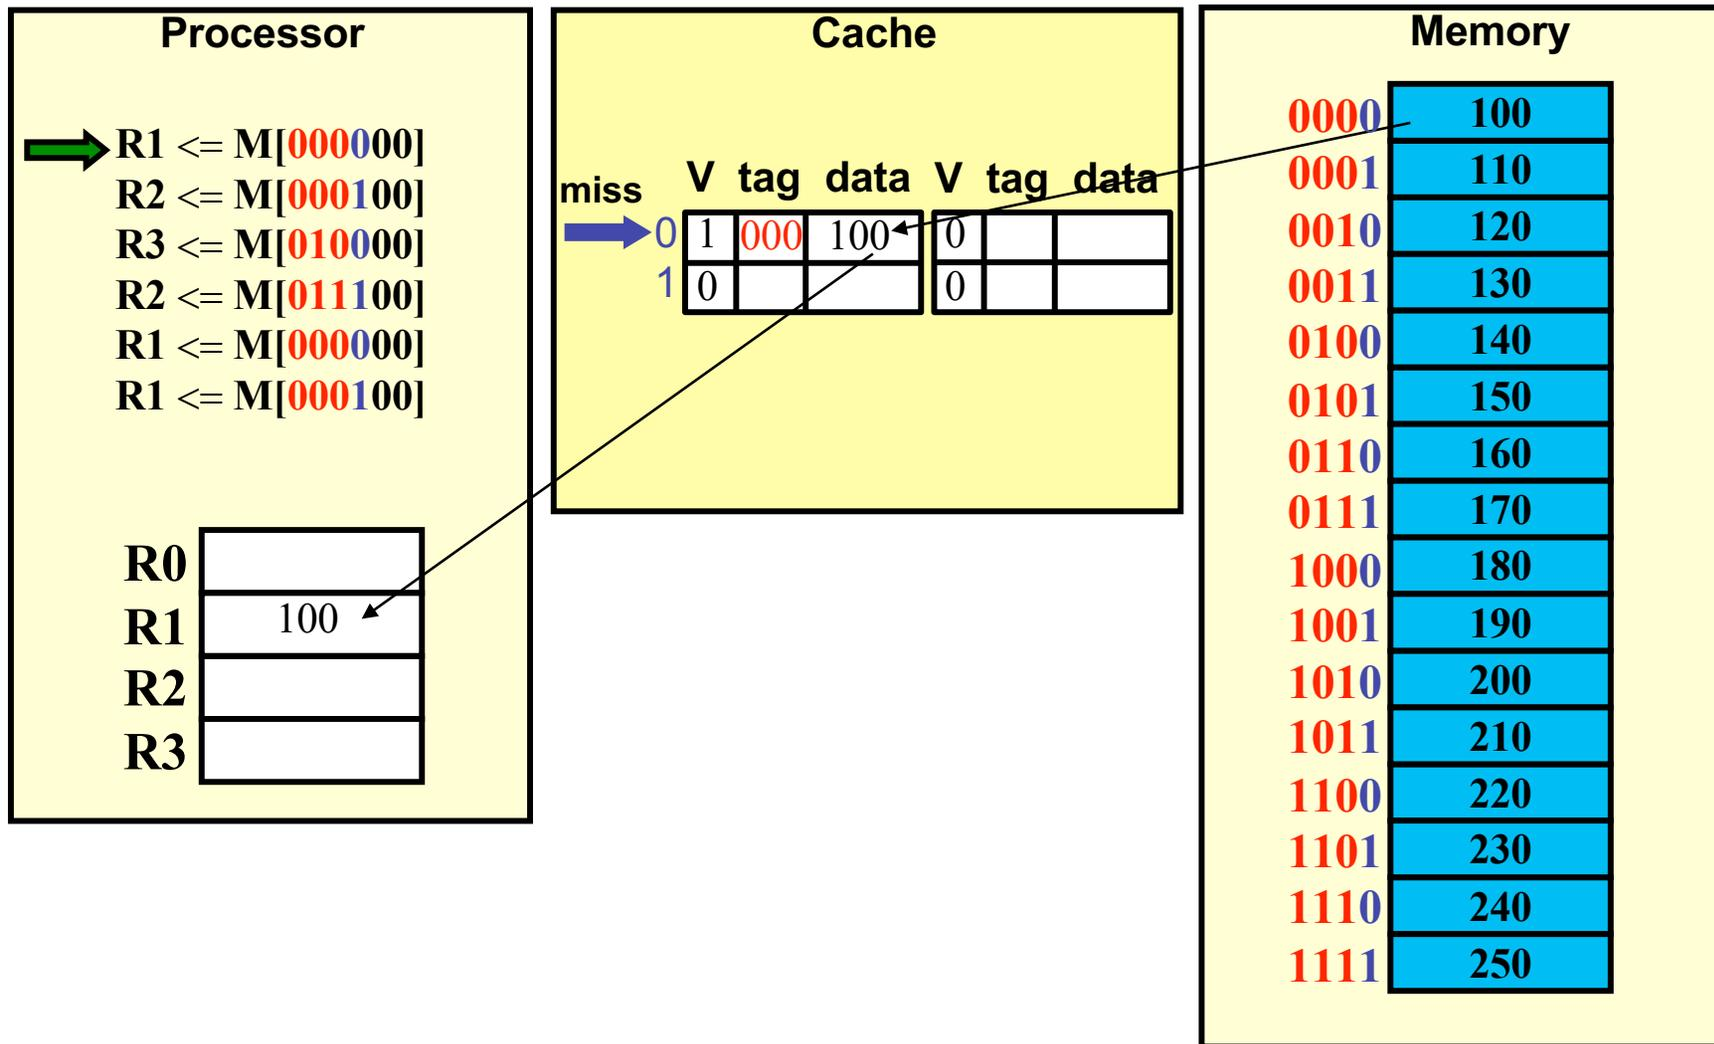 Processor
R1 <= M[000000]
R2 <= M[000100]
R3 <= M[010000]
R2 <= M[011100]
R1 <= M[000000]
R1 <= M[000100]
R0
R1 100
R2
R3
Cache
miss V tag data V tag data
0 1 000 100 0
1 0 0
Memory
0000 100
0001 110
0010 120
0011 130
0100 140
0101 150
0110 160
0111 170
1000 180
1001 190
1010 200
1011 210
1100 220
1101 230
1110 240
1111 250